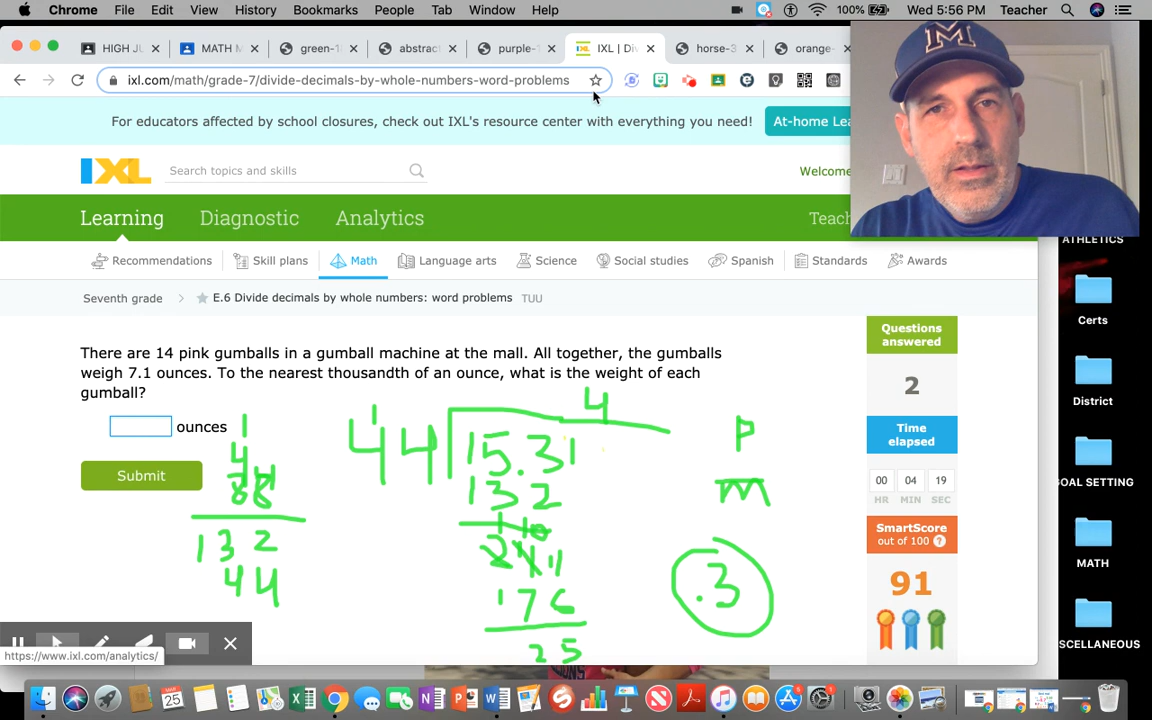 Chrome File Edit View History Bookmarks People Tab Window Help 100% Wed 5:56 PM Teacher
HIGH JU MATH M green-1 abstrac purple-1 IXL | Div horse-3 orange-
ixl.com/math/grade-7/divide-decimals-by-whole-numbers-word-problems
For educators affected by school closures, check out IXL's resource center with everything you need! At-home Lea
IXL Search topics and skills Welcome
Learning Diagnostic Analytics Teach
ATHLETICS
Recommendations Skill plans Math Language arts Science Social studies Spanish Standards Awards
Seventh grade E.6 Divide decimals by whole numbers: word problems TUU
Certs
There are 14 pink gumballs in a gumball machine at the mall. All together, the gumballs
weigh 7.1 ounces. To the nearest thousandth of an ounce, what is the weight of each
gumball?
ounces
Submit
Questions
answered
2
Time
elapsed
00 04 19
HR MIN SEC
SmartScore
out of 100 ?
91
District
GOAL SETTING
MATH
SCELLANEOUS
4
1
44 15.31
13 2
176
25
P
m
.3
1
4
88
132
44
https://www.ixl.com/analytics/
MAR
25